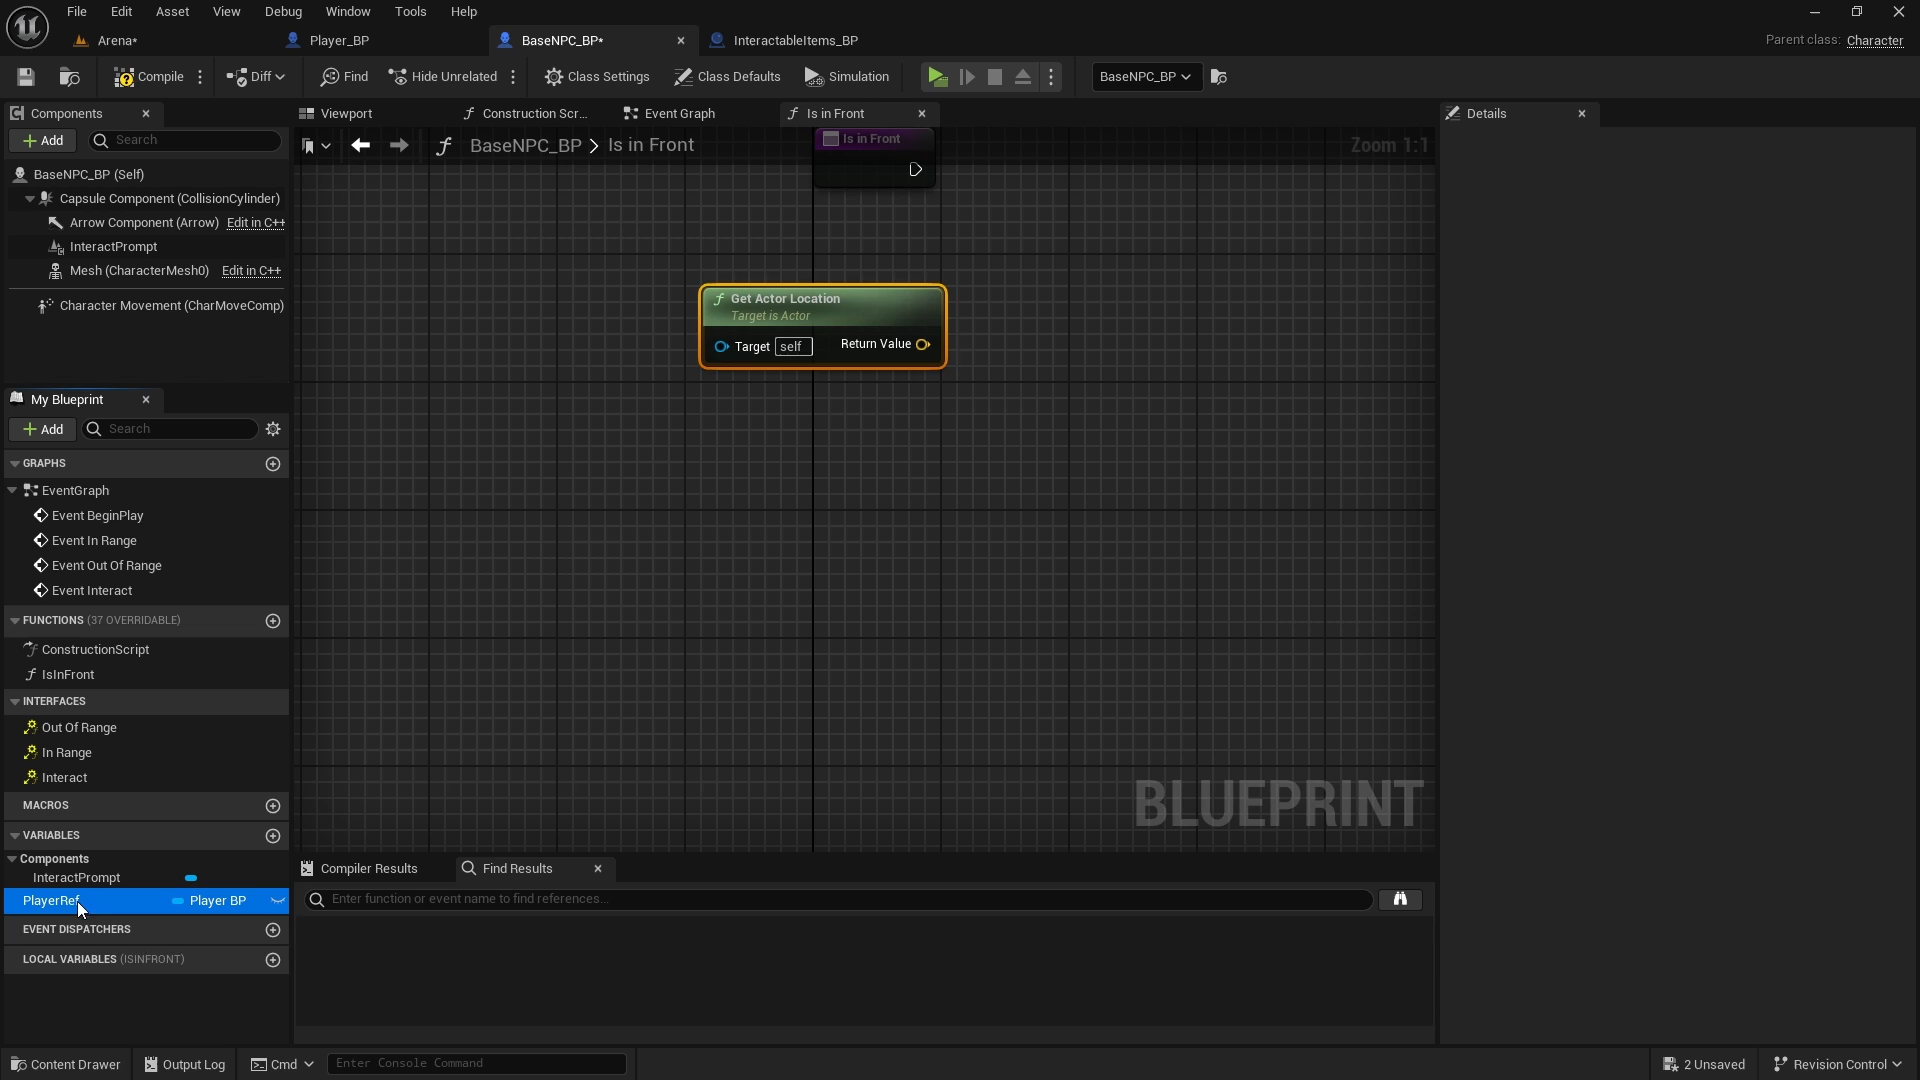 File Edit Asset View Debug Window Tools Help
Arena* Player_BP BaseNPC_BP* InteractableItems_BP Parent class: Character
Compile Diff Find Hide Unrelated Class Settings Class Defaults Simulation BaseNPC_BP
Components Viewport Construction Scr... Event Graph Is in Front Details
Add Search BaseNPC_BP > Is in Front Zoom 1:1
Is in Front
BaseNPC_BP (Self)
Capsule Component (CollisionCylinder)
Arrow Component (Arrow) Edit in C++
InteractPrompt
Mesh (CharacterMesh0) Edit in C++
Character Movement (CharMoveComp)
Get Actor Location
Target is Actor
Target self Return Value
My Blueprint
Add Search
GRAPHS
EventGraph
Event BeginPlay
Event In Range
Event Out Of Range
Event Interact
FUNCTIONS (37 OVERRIDABLE)
ConstructionScript
IsInFront
INTERFACES
Out Of Range
In Range
Interact
MACROS
VARIABLES
Components
InteractPrompt
PlayerRef Player BP
EVENT DISPATCHERS
LOCAL VARIABLES (ISINFRONT)
BLUEPRINT
Compiler Results Find Results
Enter function or event name to find references...
Content Drawer Output Log Cmd Enter Console Command 2 Unsaved Revision Control